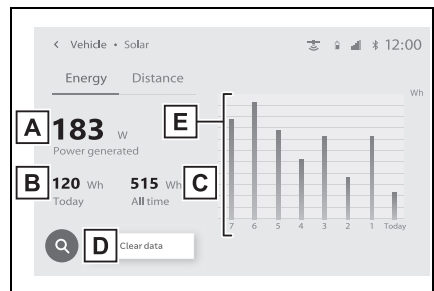 Vehicle • Solar
12:00
Energy Distance
Wh
A
183 W
Power generated
E
B
120 Wh 515 Wh
C
Today All time
D
Clear data
7 6 5 4 3 2 1 Today